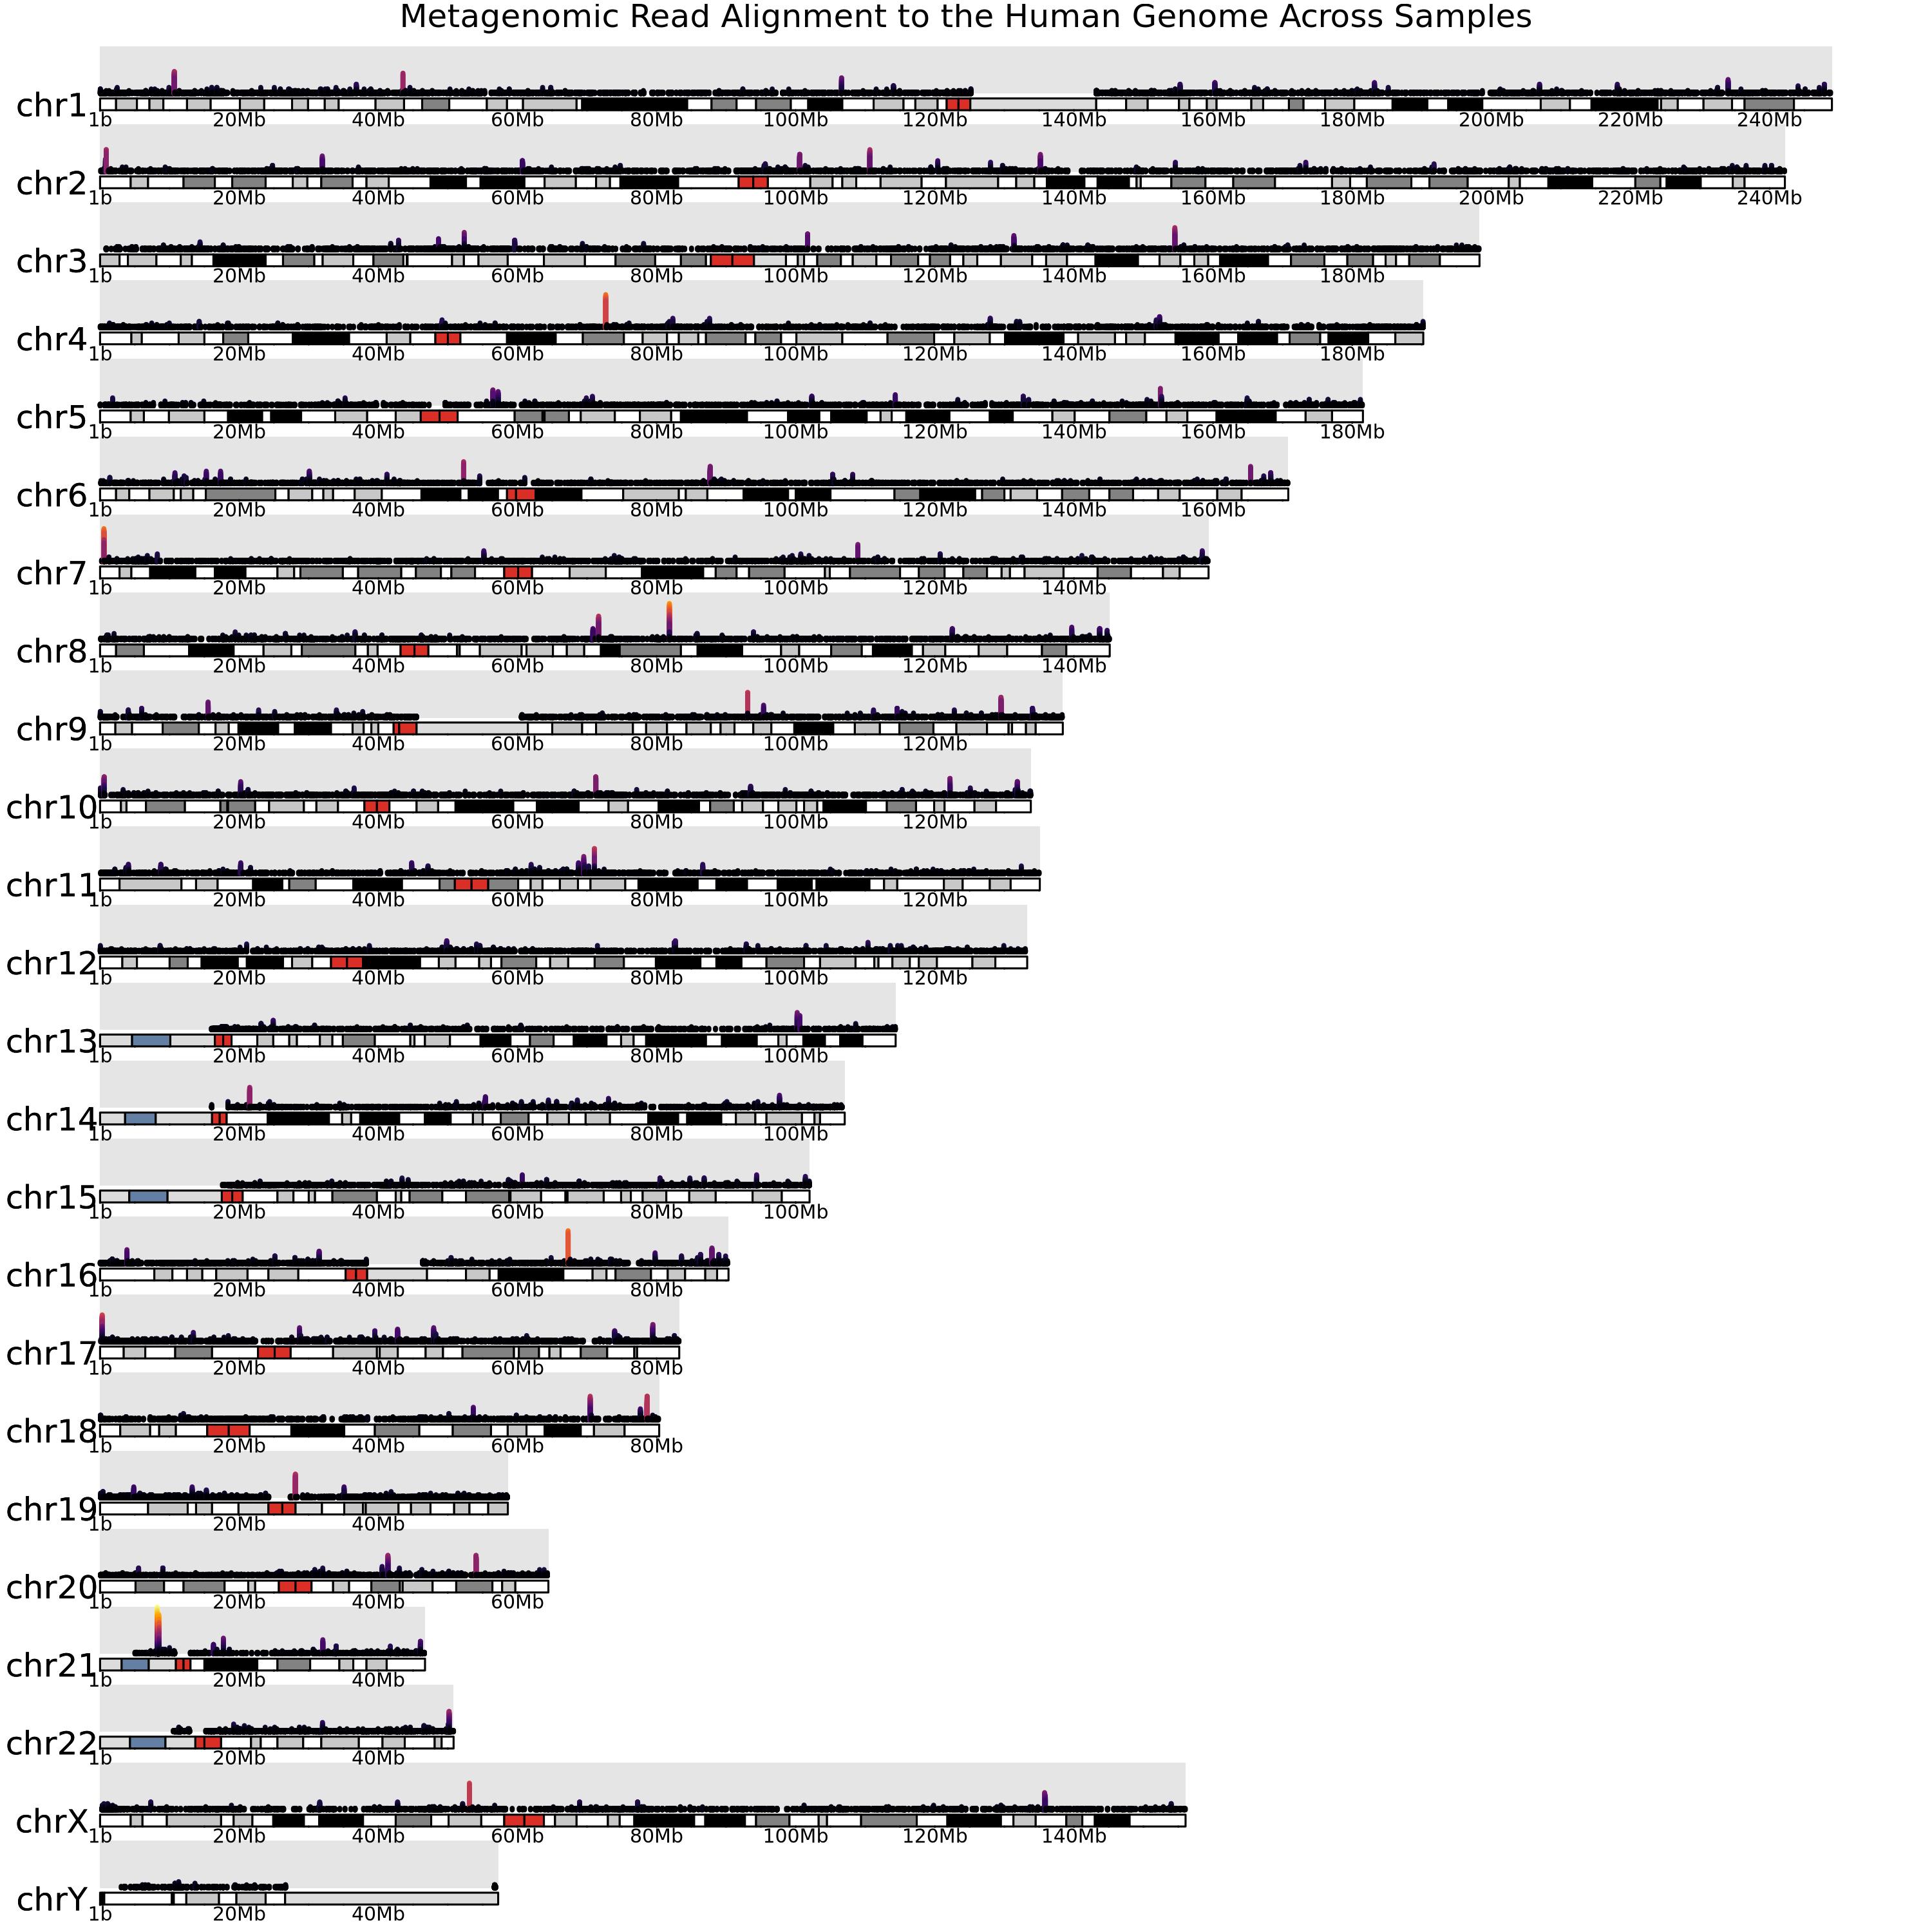 Metagenomic Read Alignment to the Human Genome Across Samples
chr1
1b 20Mb 40Mb 60Mb 80Mb 100Mb 120Mb 140Mb 160Mb 180Mb 200Mb 220Mb 240Mb
chr2
1b 20Mb 40Mb 60Mb 80Mb 100Mb 120Mb 140Mb 160Mb 180Mb 200Mb 220Mb 240Mb
chr3
1b 20Mb 40Mb 60Mb 80Mb 100Mb 120Mb 140Mb 160Mb 180Mb
chr4
1b 20Mb 40Mb 60Mb 80Mb 100Mb 120Mb 140Mb 160Mb 180Mb
chr5
1b 20Mb 40Mb 60Mb 80Mb 100Mb 120Mb 140Mb 160Mb 180Mb
chr6
1b 20Mb 40Mb 60Mb 80Mb 100Mb 120Mb 140Mb 160Mb
chr7
1b 20Mb 40Mb 60Mb 80Mb 100Mb 120Mb 140Mb
chr8
1b 20Mb 40Mb 60Mb 80Mb 100Mb 120Mb 140Mb
chr9
1b 20Mb 40Mb 60Mb 80Mb 100Mb 120Mb
chr10
1b 20Mb 40Mb 60Mb 80Mb 100Mb 120Mb
chr11
1b 20Mb 40Mb 60Mb 80Mb 100Mb 120Mb
chr12
1b 20Mb 40Mb 60Mb 80Mb 100Mb 120Mb
chr13
1b 20Mb 40Mb 60Mb 80Mb 100Mb
chr14
1b 20Mb 40Mb 60Mb 80Mb 100Mb
chr15
1b 20Mb 40Mb 60Mb 80Mb 100Mb
chr16
1b 20Mb 40Mb 60Mb 80Mb
chr17
1b 20Mb 40Mb 60Mb 80Mb
chr18
1b 20Mb 40Mb 60Mb 80Mb
chr19
1b 20Mb 40Mb
chr20
1b 20Mb 40Mb 60Mb
chr21
1b 20Mb 40Mb
chr22
1b 20Mb 40Mb
chrX
1b 20Mb 40Mb 60Mb 80Mb 100Mb 120Mb 140Mb
chrY
1b 20Mb 40Mb